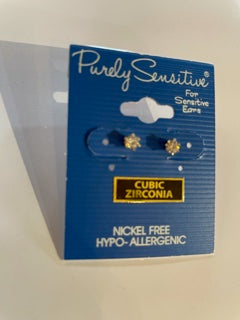 Purely Sensitive®
For
Sensitive
Ears
CUBIC
ZIRCONIA
NICKEL FREE
HYPO-ALLERGENIC